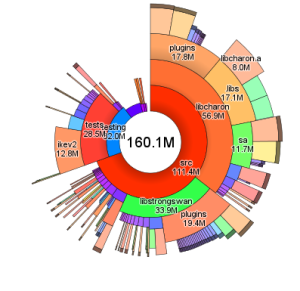 plugins
17.8M
libcharon.a
8.0M
libs
17.1M
libcharon
56.9M
sa
11.7M
src
111.4M
libstrongswan
33.9M
plugins
19.4M
160.1M
testing
tests
28.5M
ikev2
12.8M